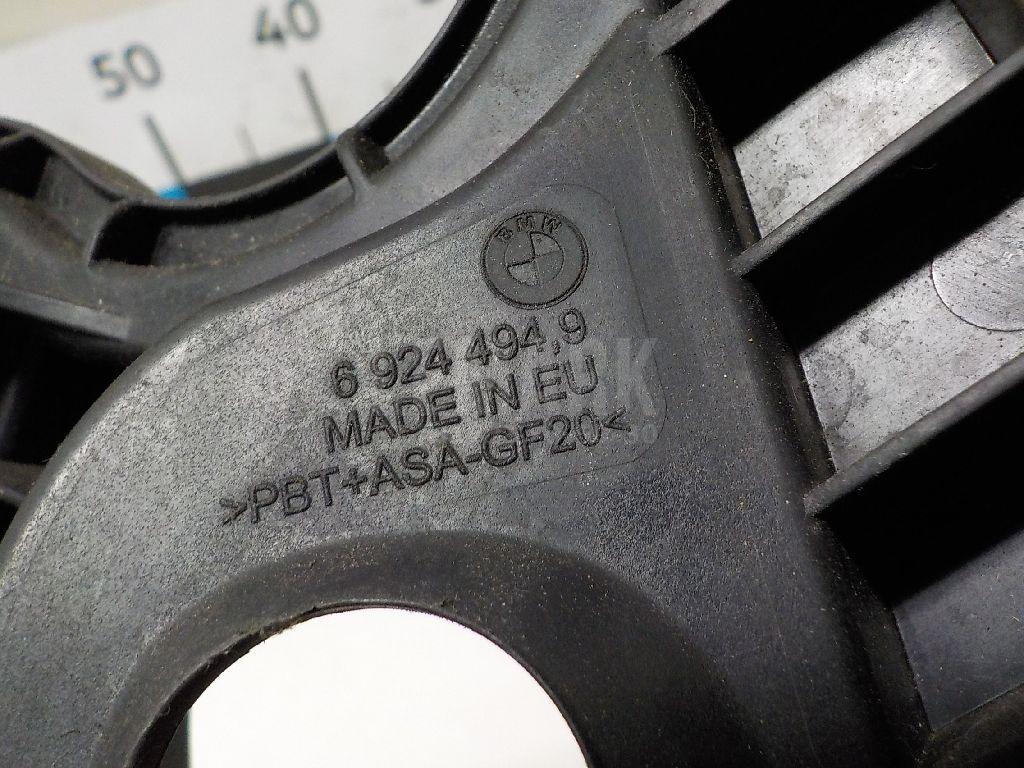 50 40
BMW
6 924 494.9
MADE IN EU
>PBT+ASA-GF20<